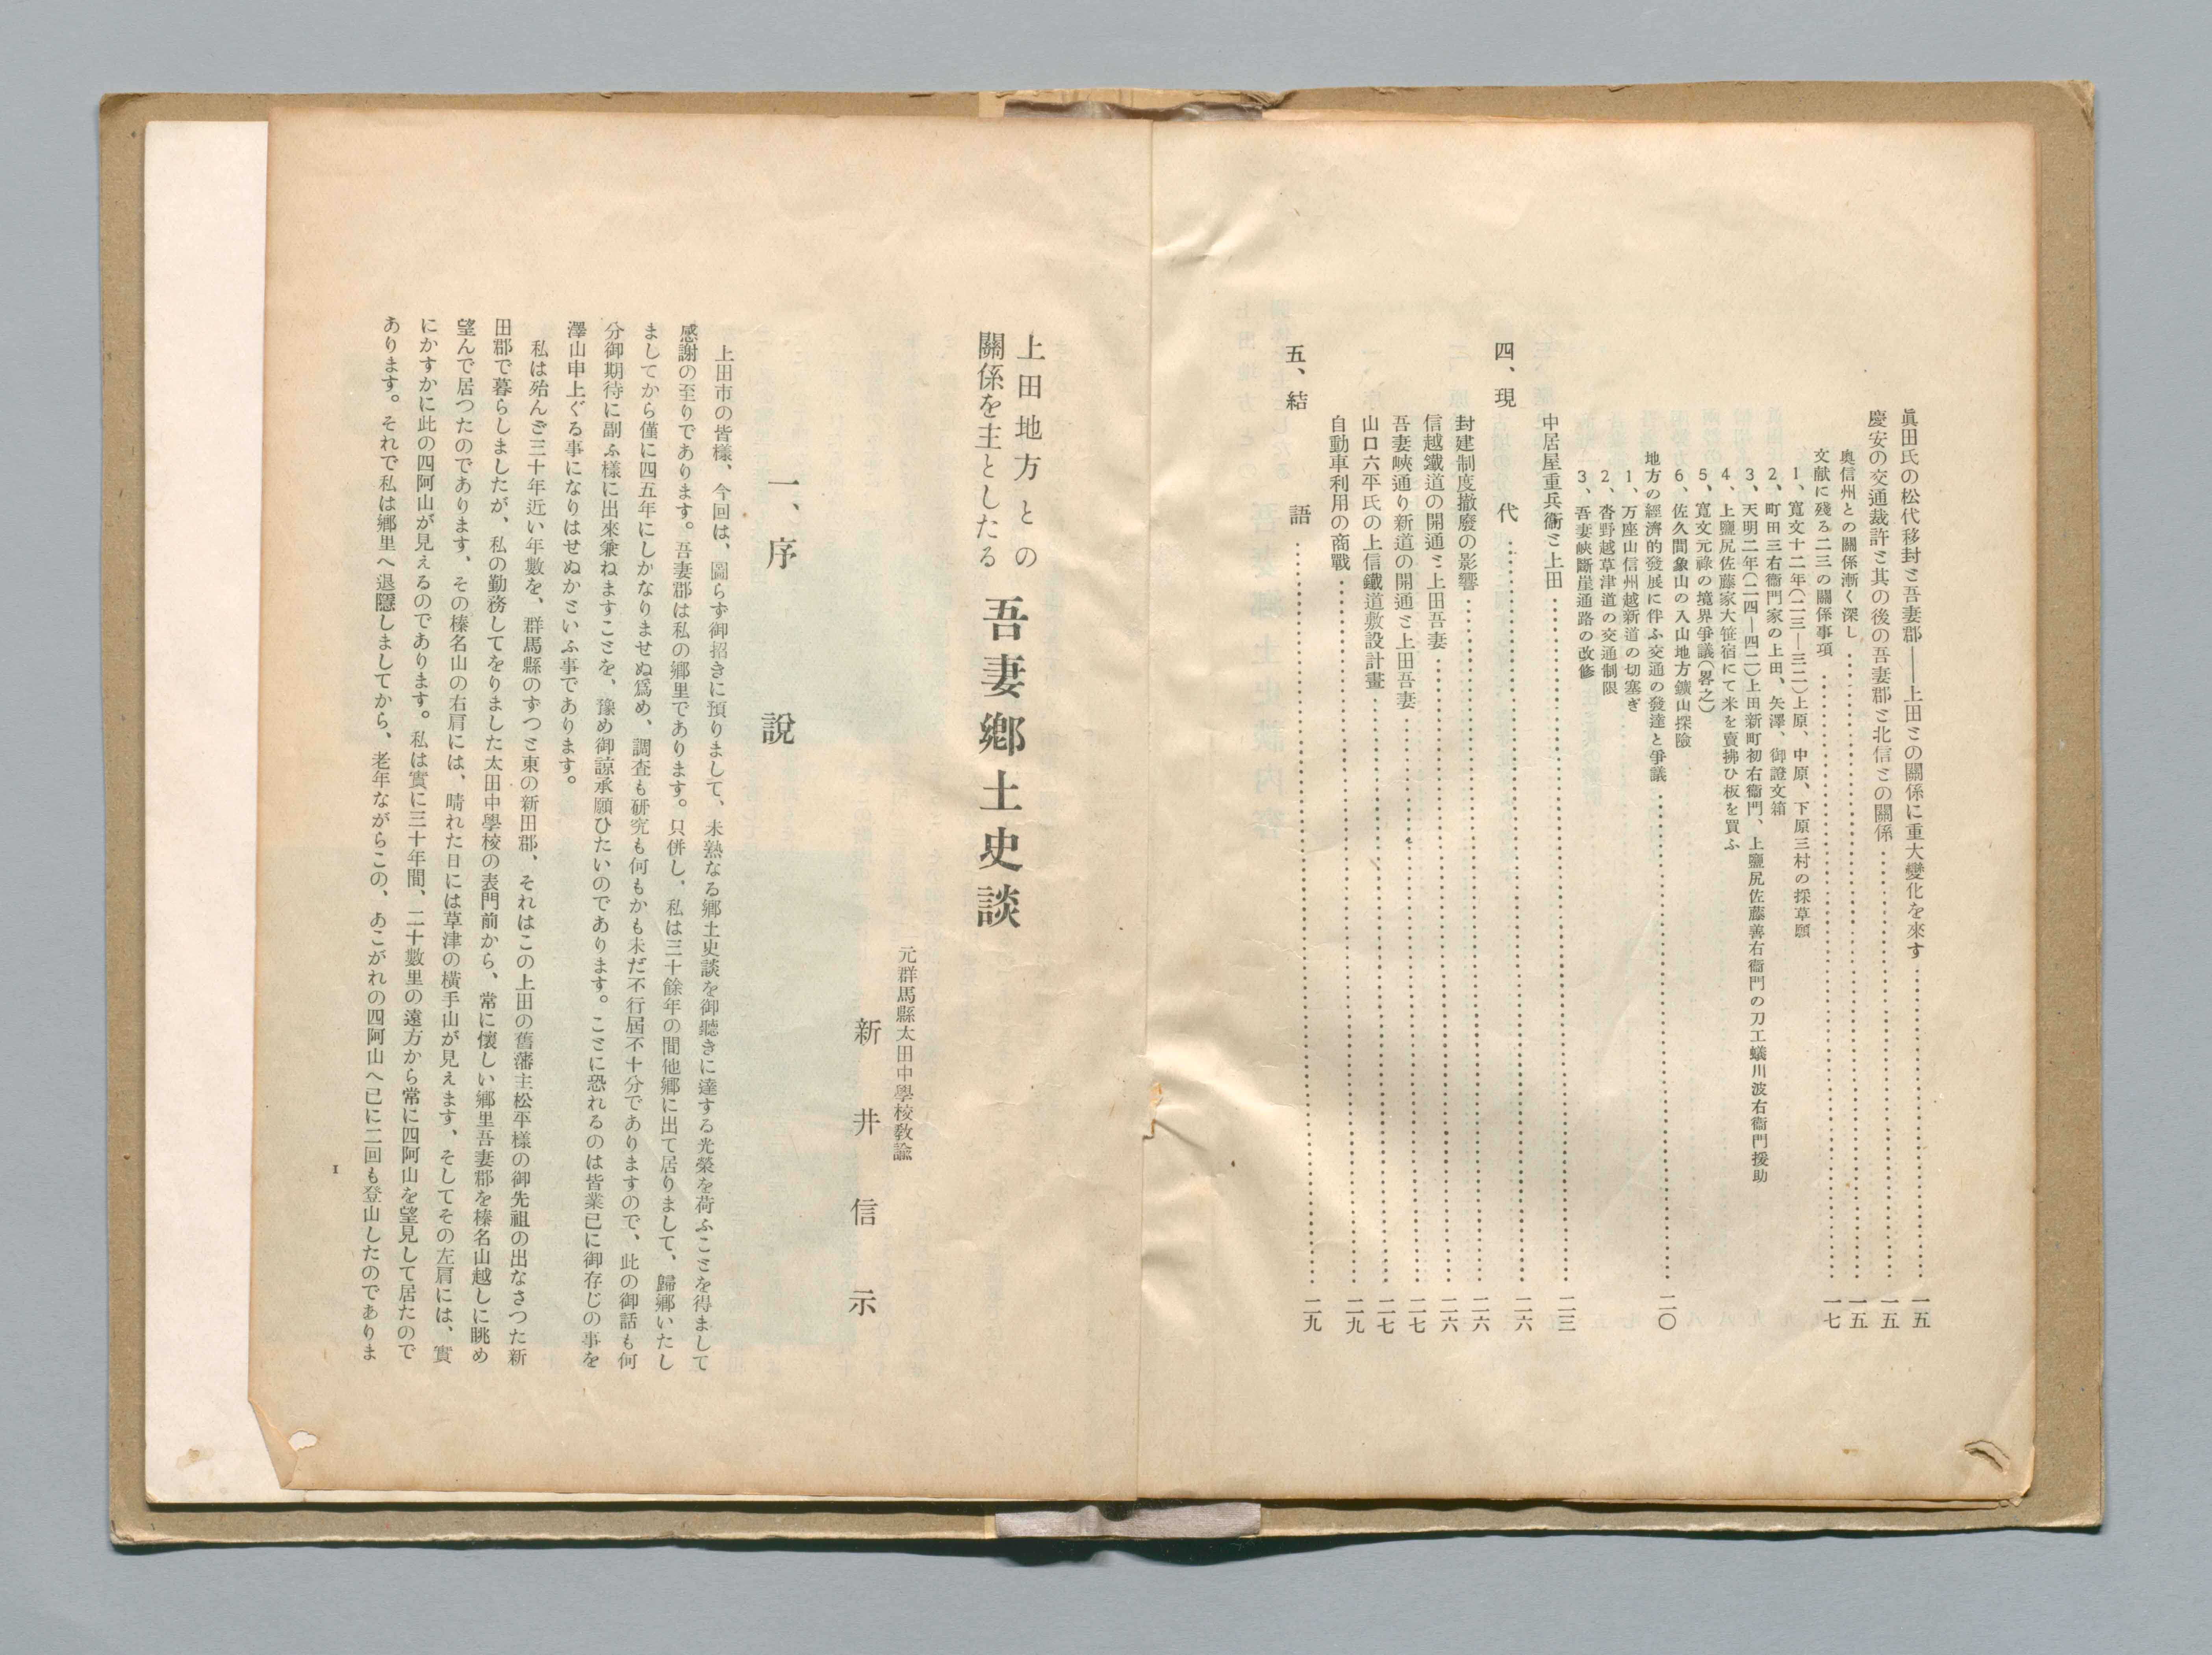 眞田氏の松代移封と吾妻郡――上田との關係に重大變化を來す……一五
慶安の交通裁許と其の後の吾妻郡と北信との關係……一五
奥信州との關係漸く深し……一五
文献に殘る二三の關係事項……一七
1、寬文十二年(二三―三二)上原、中原、下原三村の採草願
2、町田三右衞門家の上田、矢澤、御證文箱
3、天明二年(二四―四二)上田新町初右衞門、上鹽尻佐藤善右衞門の刀工蟻川波右衞門援助
4、上鹽尻佐藤家大笹宿にて米を賣拂ひ板を買ふ
5、寬文元祿の境界爭議(畧之)
6、佐久間象山の入山地方鑛山探險
地方の經濟的發展に伴ふ交通の發達と爭議……二〇
1、万座山信州越新道の切塞ぎ
2、沓野越草津道の交通制限
3、吾妻峽斷崖通路の改修
中居屋重兵衞と上田……二三
四、現代……二六
封建制度撤廢の影響……二六
信越鐵道の開通と上田吾妻……二六
吾妻峽通り新道の開通と上田吾妻……二七
山口六平氏の上信鐵道敷設計畫……二七
自動車利用の商戰……二九
五、結語……二九
上田地方との
關係を主としたる
吾妻鄕土史談
元群馬縣太田中學校敎諭
新井信示
一、序說
上田市の皆樣、今回は、圖らず御招きに預りまして、未熟なる鄕土史談を御聽きに達する光榮を荷ふことを得まして
感謝の至りであります。吾妻郡は私の鄕里であります。只併し、私は三十餘年の間他鄕に出て居りまして、歸鄕いたし
ましてから僅に四五年にしかなりませぬ爲め、調査も硏究も何もかも未だ不行屆不十分でありますので、此の御話も何
分御期待に副ふ樣に出來兼ねますことを、豫め御諒承願ひたいのであります。ことに恐れるのは皆業已に御存じの事を
澤山申上ぐる事になりはせぬかといふ事であります。
私は殆んど三十年近い年數を、群馬縣のずつと東の新田郡、それはこの上田の舊藩主松平樣の御先祖の出なさつた新
田郡で暮らしましたが、私の勤務してをりました太田中學校の表門前から、常に懷しい鄕里吾妻郡を榛名山越しに眺め
望んで居つたのであります、その榛名山の右肩には、晴れた日には草津の橫手山が見えます、そしてその左肩には、實
にかすかに此の四阿山が見えるのであります。私は實に三十年間、二十數里の遠方から常に四阿山を望見して居たので
あります。それで私は鄕里へ退隱しましてから、老年ながらこの、あこがれの四阿山へ已に二回も登山したのでありま
1